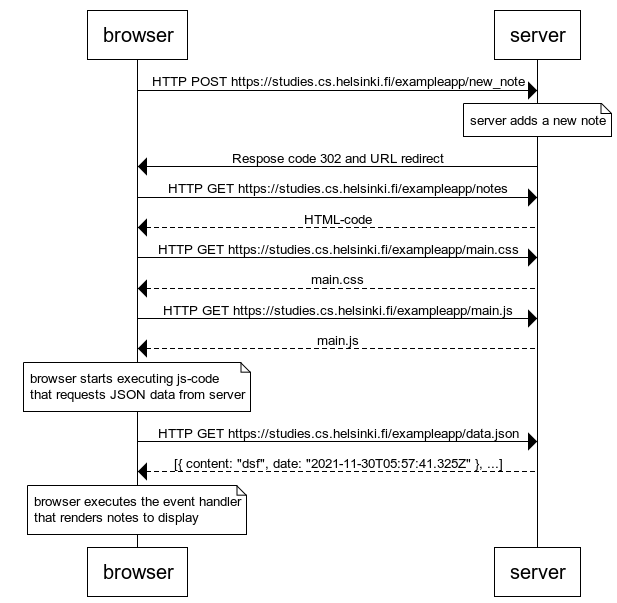 browser
server
HTTP POST https://studies.cs.helsinki.fi/exampleapp/new_note
server adds a new note
Respose code 302 and URL redirect
HTTP GET https://studies.cs.helsinki.fi/exampleapp/notes
HTML-code
HTTP GET https://studies.cs.helsinki.fi/exampleapp/main.css
main.css
HTTP GET https://studies.cs.helsinki.fi/exampleapp/main.js
main.js
browser starts executing js-code
that requests JSON data from server
HTTP GET https://studies.cs.helsinki.fi/exampleapp/data.json
[{ content: "dsf", date: "2021-11-30T05:57:41.325Z" }, ...]
browser executes the event handler
that renders notes to display
browser
server